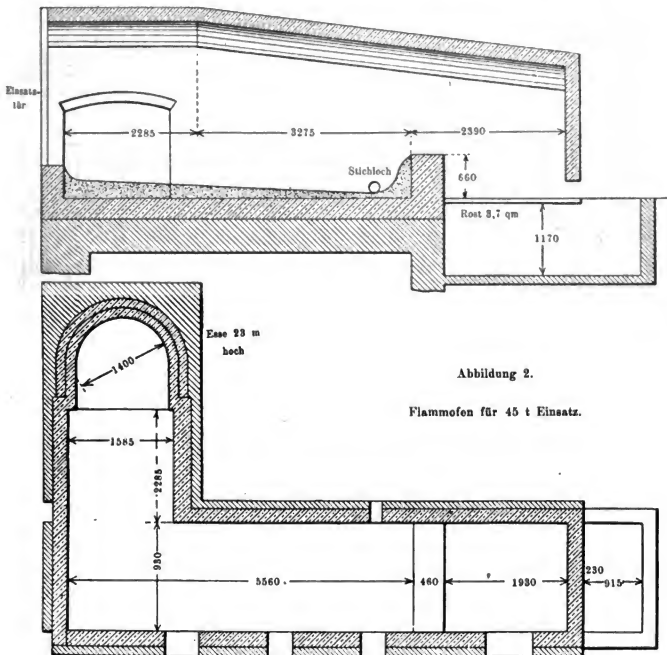 Einsatz-
tür
2285
3275
2390
Stichloch
660
Rost 3,7 qm
1170
Esse 23 m
hoch
1400
Abbildung 2.
Flammofen für 45 t Einsatz.
1585
2285
930
5560
460
1930
230
915